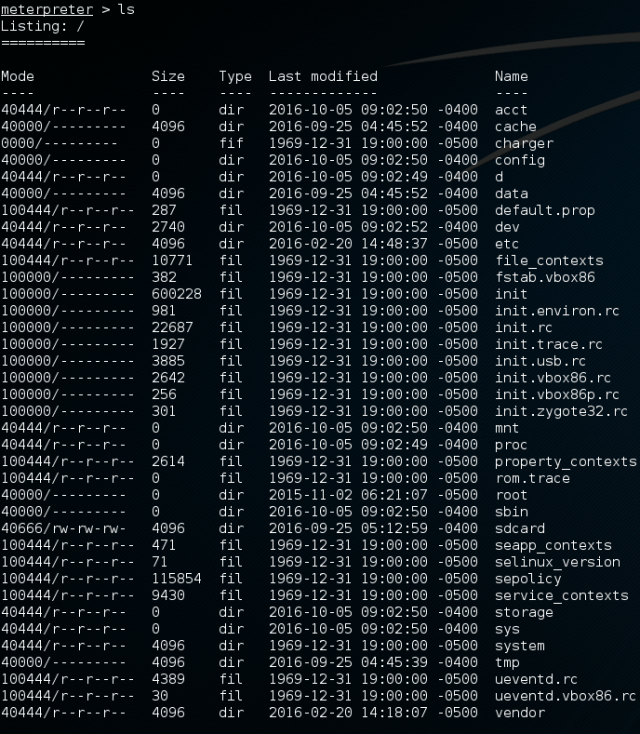 meterpreter > ls
Listing: /
==========
Mode Size Type Last modified Name
---- ---- ---- ------------- ----
40444/r--r--r-- 0 dir 2016-10-05 09:02:50 -0400 acct
40000/--------- 4096 dir 2016-09-25 04:45:52 -0400 cache
0000/--------- 0 fif 1969-12-31 19:00:00 -0500 charger
40000/--------- 0 dir 2016-10-05 09:02:50 -0400 config
40444/r--r--r-- 0 dir 2016-10-05 09:02:49 -0400 d
40000/--------- 4096 dir 2016-09-25 04:45:52 -0400 data
100444/r--r--r-- 287 fil 1969-12-31 19:00:00 -0500 default.prop
40444/r--r--r-- 2740 dir 2016-10-05 09:02:52 -0400 dev
40444/r--r--r-- 4096 dir 2016-02-20 14:48:37 -0500 etc
100444/r--r--r-- 10771 fil 1969-12-31 19:00:00 -0500 file_contexts
100000/--------- 382 fil 1969-12-31 19:00:00 -0500 fstab.vbox86
100000/--------- 600228 fil 1969-12-31 19:00:00 -0500 init
100000/--------- 981 fil 1969-12-31 19:00:00 -0500 init.environ.rc
100000/--------- 22687 fil 1969-12-31 19:00:00 -0500 init.rc
100000/--------- 1927 fil 1969-12-31 19:00:00 -0500 init.trace.rc
100000/--------- 3885 fil 1969-12-31 19:00:00 -0500 init.usb.rc
100000/--------- 2642 fil 1969-12-31 19:00:00 -0500 init.vbox86.rc
100000/--------- 256 fil 1969-12-31 19:00:00 -0500 init.vbox86p.rc
100000/--------- 301 fil 1969-12-31 19:00:00 -0500 init.zygote32.rc
40444/r--r--r-- 0 dir 2016-10-05 09:02:50 -0400 mnt
40444/r--r--r-- 0 dir 2016-10-05 09:02:49 -0400 proc
100444/r--r--r-- 2614 fil 1969-12-31 19:00:00 -0500 property_contexts
100444/r--r--r-- 0 fil 1969-12-31 19:00:00 -0500 rom.trace
40000/--------- 0 dir 2015-11-02 06:21:07 -0500 root
40000/--------- 0 dir 2016-10-05 09:02:50 -0400 sbin
40666/rw-rw-rw- 4096 dir 2016-09-25 05:12:59 -0400 sdcard
100444/r--r--r-- 471 fil 1969-12-31 19:00:00 -0500 seapp_contexts
100444/r--r--r-- 71 fil 1969-12-31 19:00:00 -0500 selinux_version
100444/r--r--r-- 115854 fil 1969-12-31 19:00:00 -0500 sepolicy
100444/r--r--r-- 9430 fil 1969-12-31 19:00:00 -0500 service_contexts
40444/r--r--r-- 0 dir 2016-10-05 09:02:50 -0400 storage
40444/r--r--r-- 0 dir 2016-10-05 09:02:50 -0400 sys
40444/r--r--r-- 4096 dir 1969-12-31 19:00:00 -0500 system
40000/--------- 4096 dir 2016-09-25 04:45:39 -0400 tmp
100444/r--r--r-- 4389 fil 1969-12-31 19:00:00 -0500 ueventd.rc
100444/r--r--r-- 30 fil 1969-12-31 19:00:00 -0500 ueventd.vbox86.rc
40444/r--r--r-- 4096 dir 2016-02-20 14:18:07 -0500 vendor